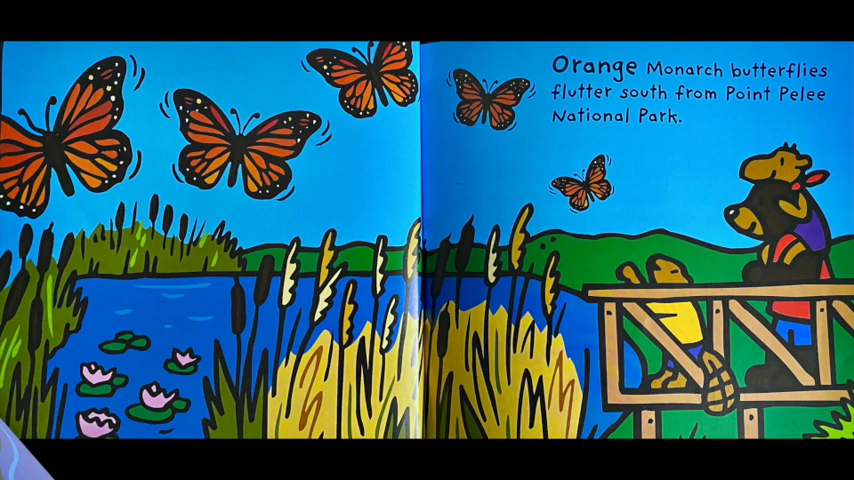 Orange Monarch butterflies
flutter south from Point Pelee
National Park.